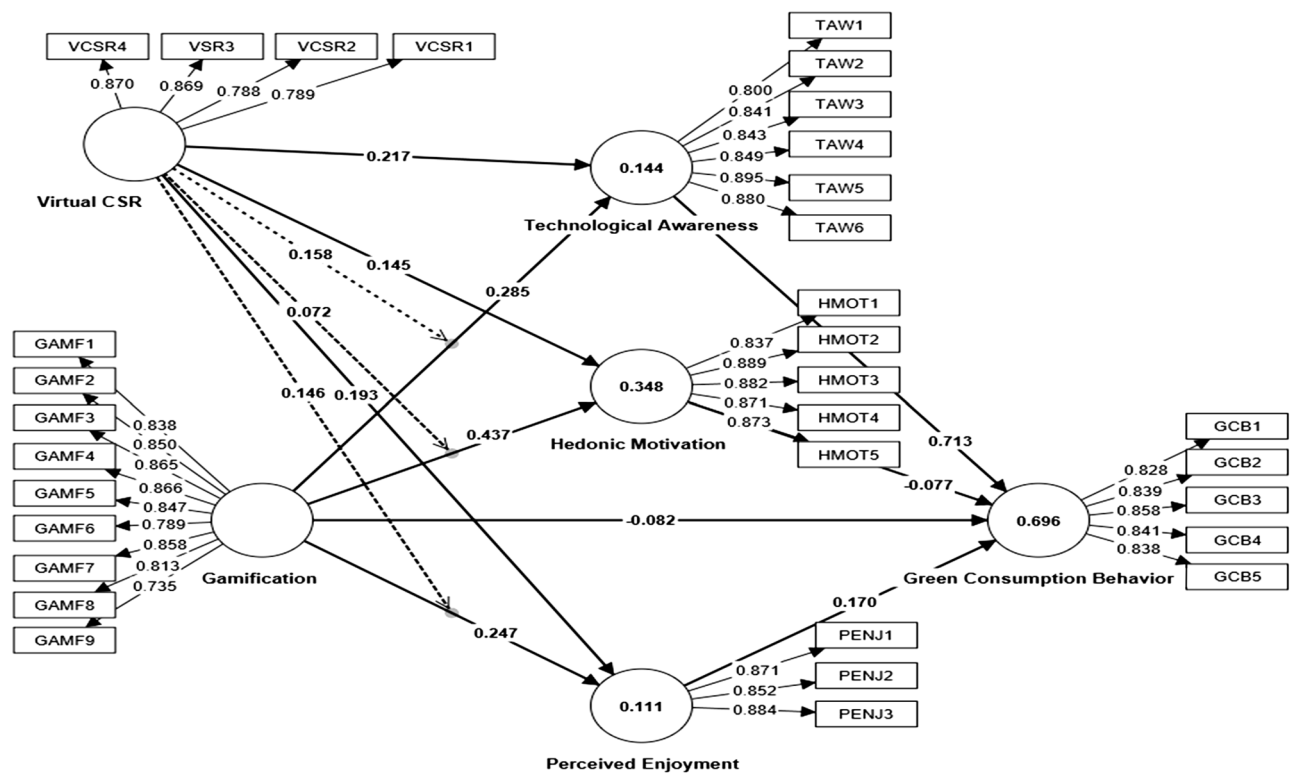 VCSR4
VSR3
VCSR2
VCSR1
0.870
0.869
0.788
0.789
Virtual CSR
TAW1
TAW2
TAW3
TAW4
TAW5
TAW6
0.800
0.841
0.843
0.849
0.895
0.880
0.144
Technological Awareness
0.217
0.158
0.145
0.285
0.072
0.146
0.193
GAMF1
GAMF2
GAMF3
GAMF4
GAMF5
GAMF6
GAMF7
GAMF8
GAMF9
0.838
0.850
0.865
0.866
0.847
0.789
0.858
0.813
0.735
Gamification
0.437
-0.082
0.247
HMOT1
HMOT2
HMOT3
HMOT4
HMOT5
0.837
0.889
0.882
0.871
0.873
0.348
Hedonic Motivation
0.713
-0.077
0.170
GCB1
GCB2
GCB3
GCB4
GCB5
0.828
0.839
0.858
0.841
0.838
0.696
Green Consumption Behavior
PENJ1
PENJ2
PENJ3
0.871
0.852
0.884
0.111
Perceived Enjoyment